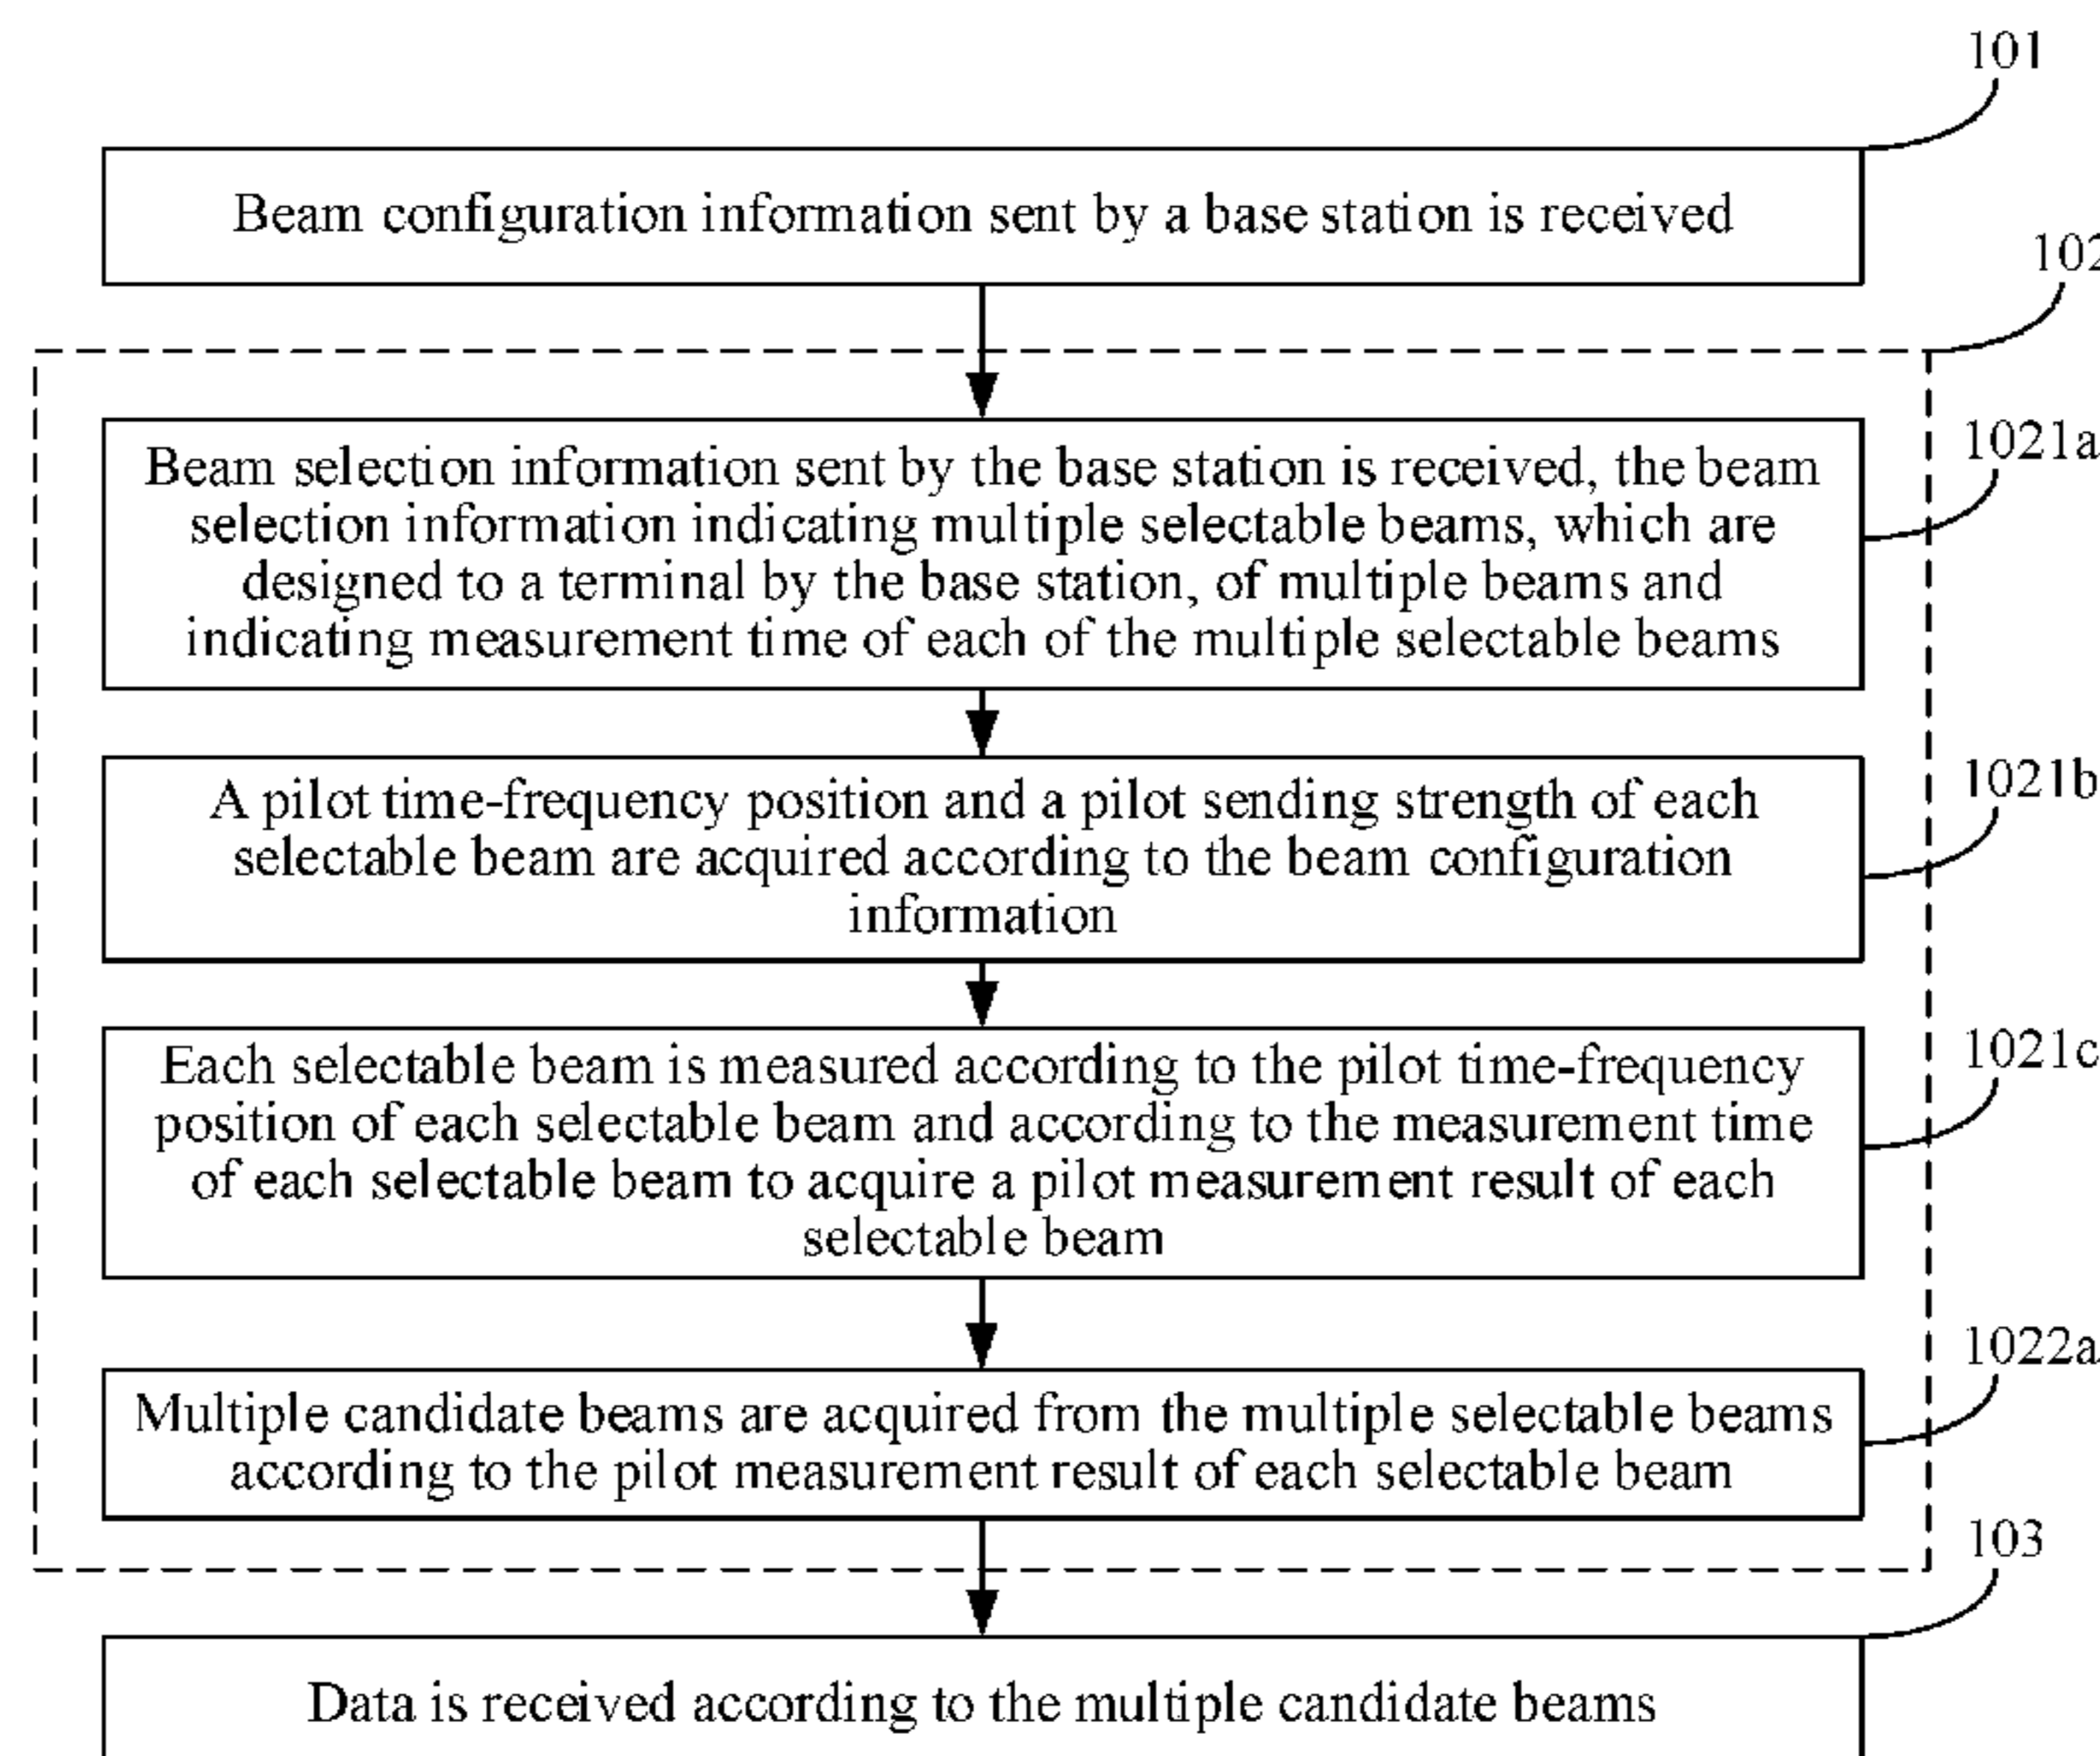 101
Beam configuration information sent by a base station is received
102
Beam selection information sent by the base station is received, the beam
selection information indicating multiple selectable beams, which are
designed to a terminal by the base station, of multiple beams and
indicating measurement time of each of the multiple selectable beams
1021a
A pilot time-frequency position and a pilot sending strength of each
selectable beam are acquired according to the beam configuration
information
1021b
Each selectable beam is measured according to the pilot time-frequency
position of each selectable beam and according to the measurement time
of each selectable beam to acquire a pilot measurement result of each
selectable beam
1021c
Multiple candidate beams are acquired from the multiple selectable beams
according to the pilot measurement result of each selectable beam
1022a
103
Data is received according to the multiple candidate beams